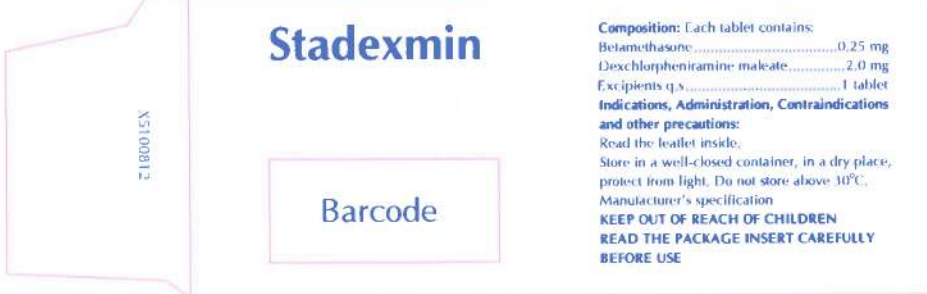 Stadexmin
X5100812
Barcode
Composition: Each tablet contains:
Betamethasone....................................0.25 mg
Dexchlorpheniramine maleate..............2.0 mg
Excipients q.s.......................................1 tablet
Indications, Administration, Contraindications
and other precautions:
Read the leaflet inside.
Store in a well-closed container, in a dry place,
protect from light. Do not store above 30°C.
Manufacturer's specification
KEEP OUT OF REACH OF CHILDREN
READ THE PACKAGE INSERT CAREFULLY
BEFORE USE